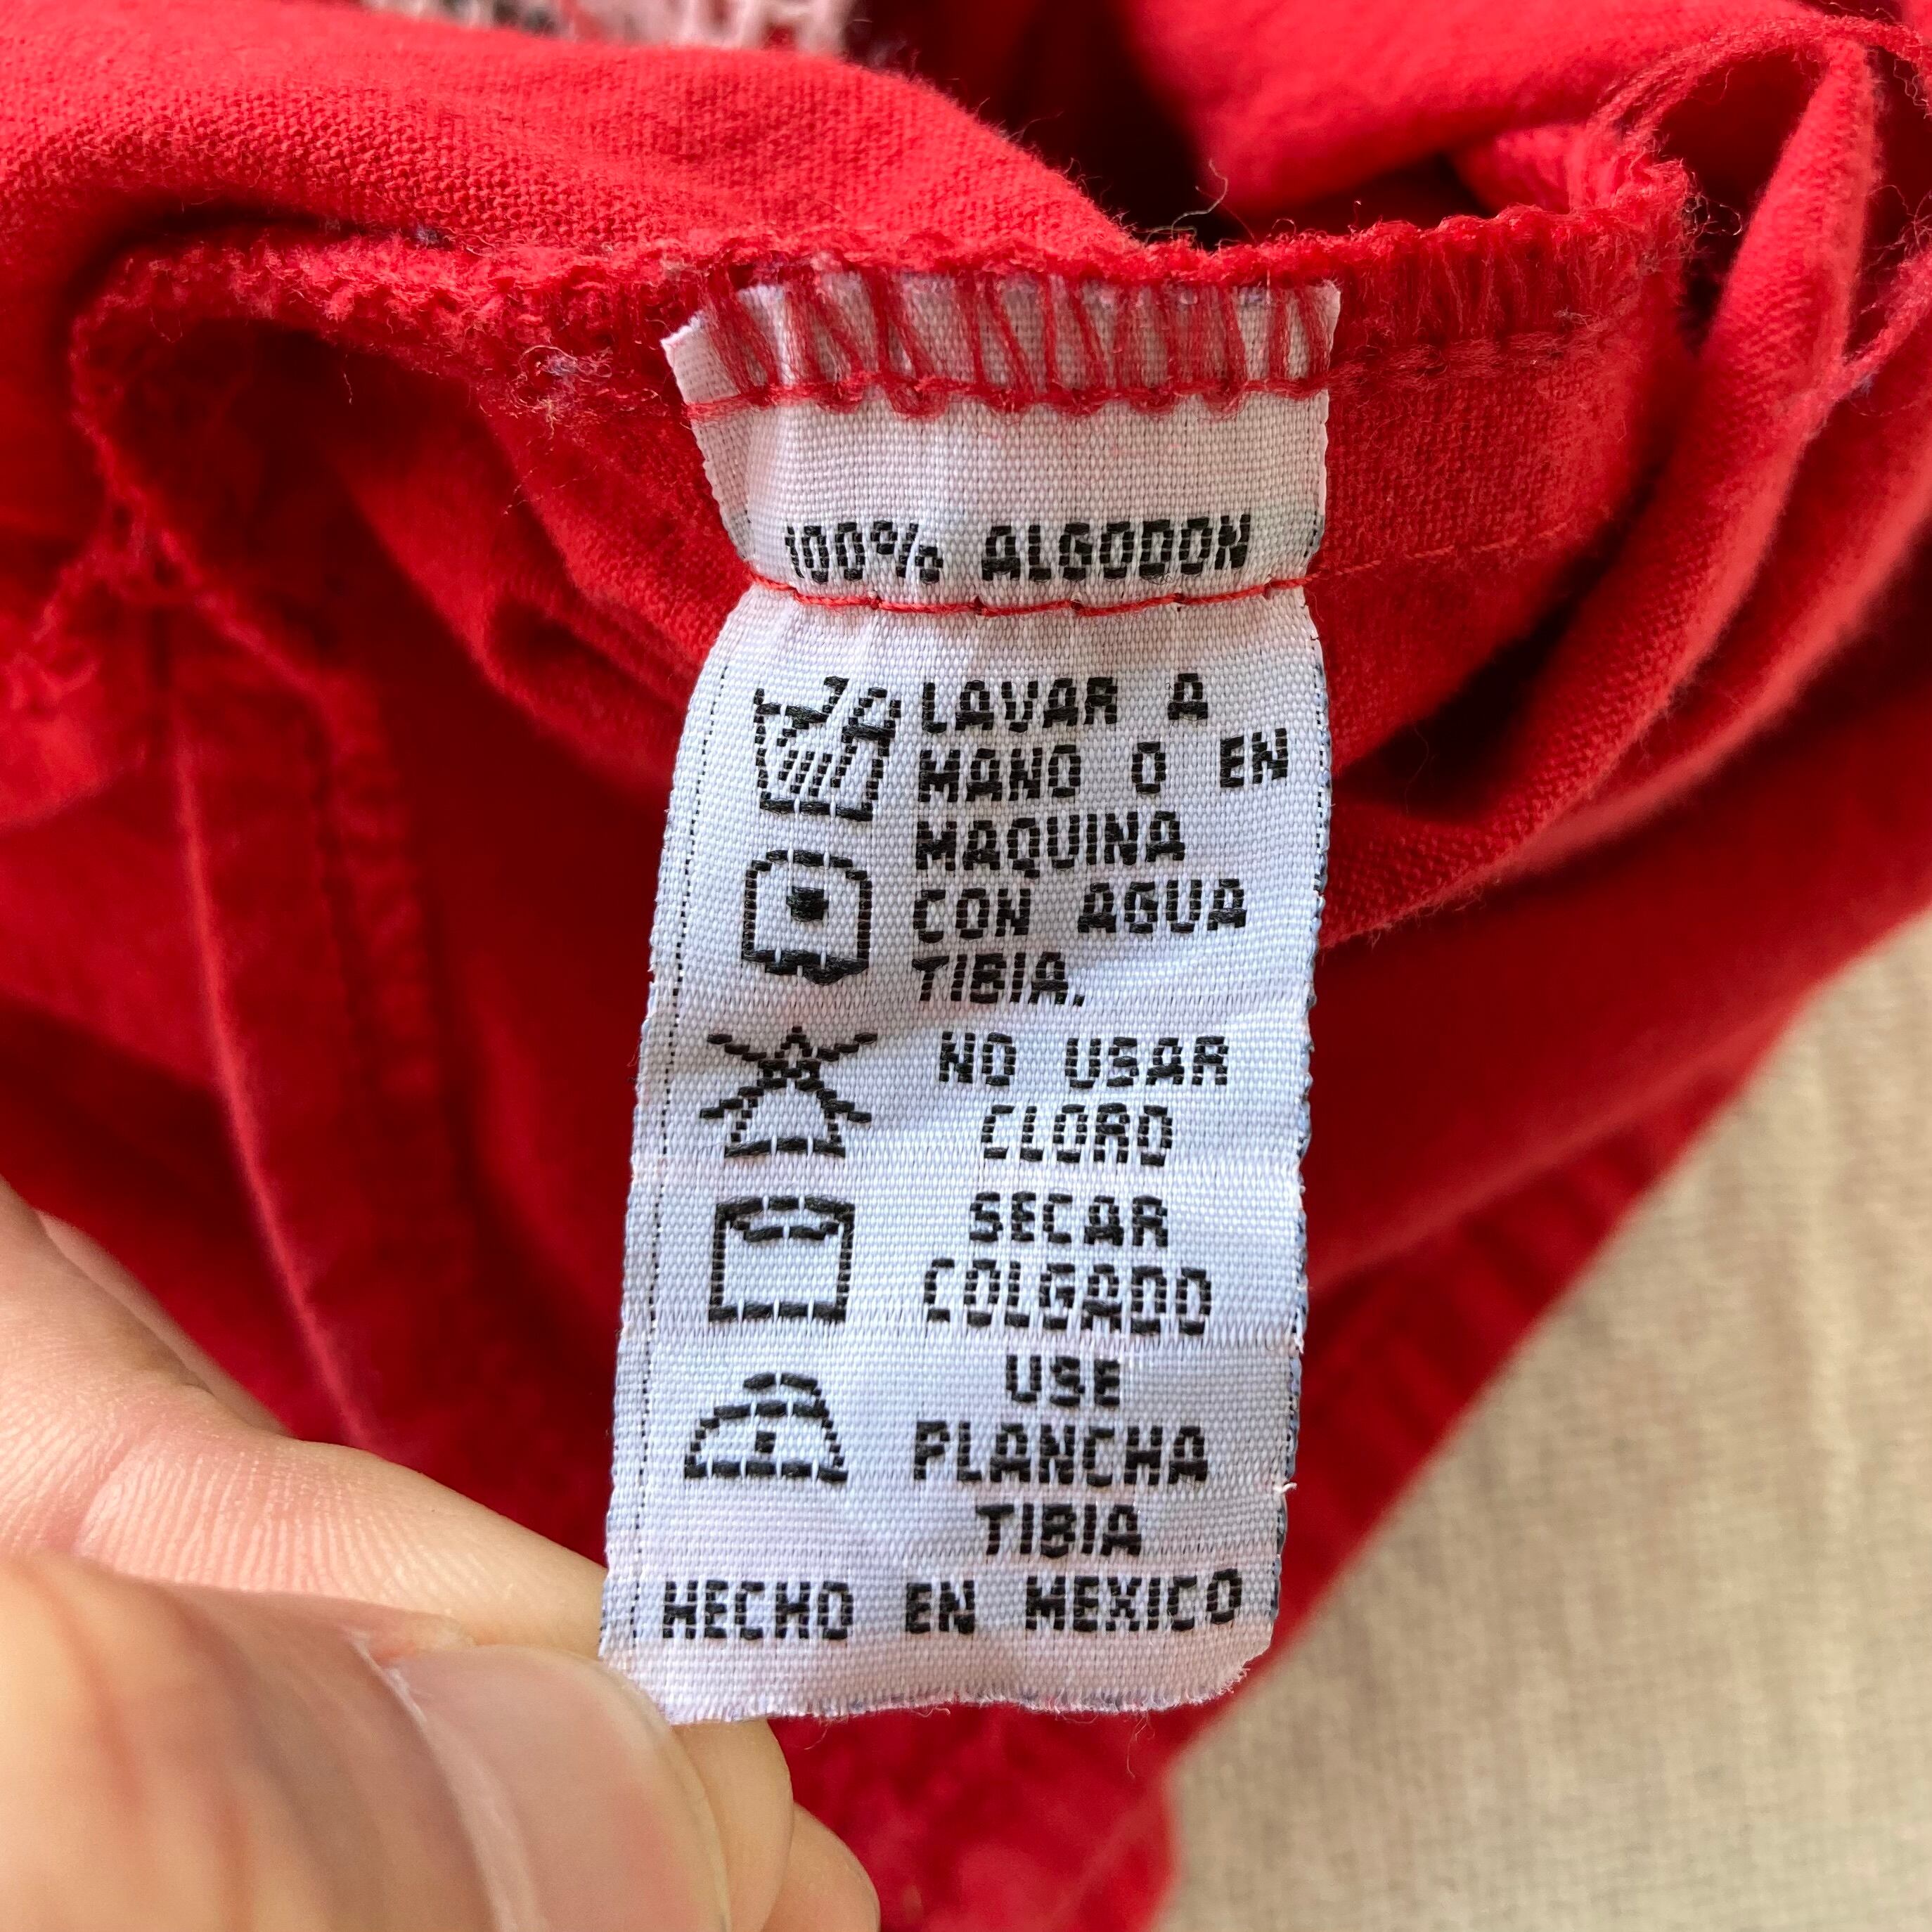 100% ALGODON
LAVAR A
MANO O EN
MAQUINA
CON AGUA
TIBIA.
NO USAR
CLORO
SECAR
COLGADO
USE
PLANCHA
TIBIA
HECHO EN MEXICO